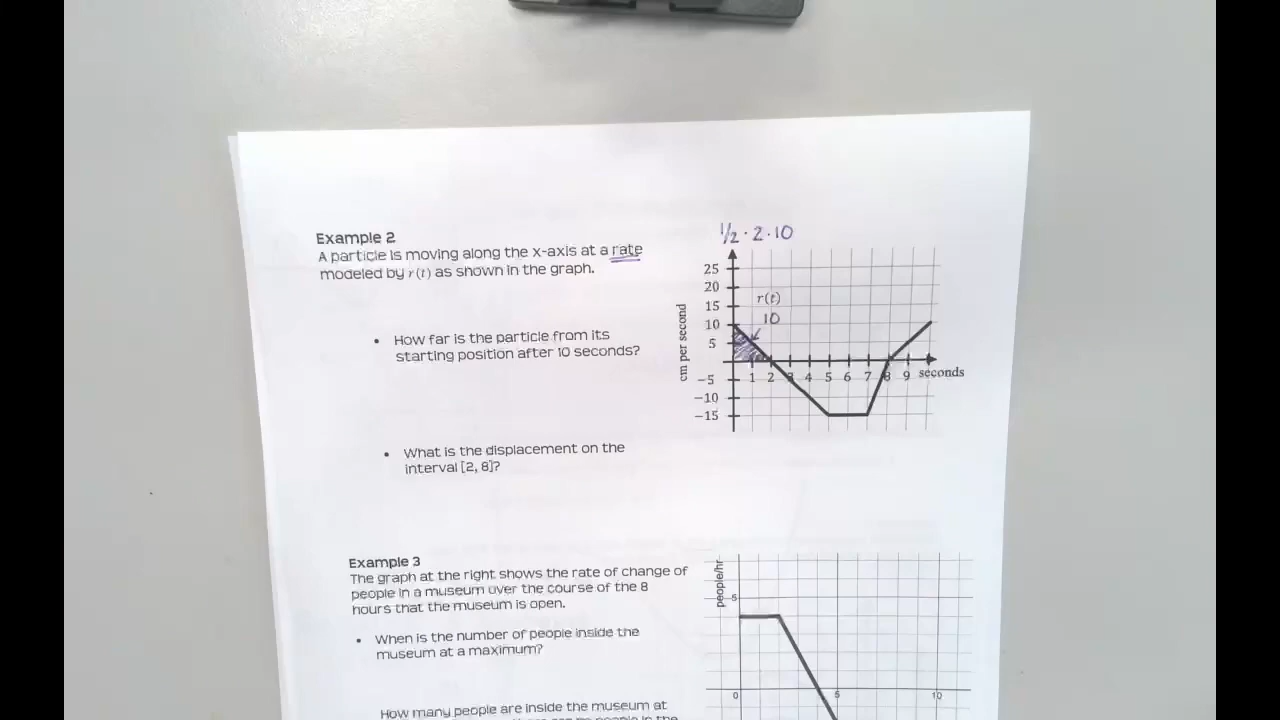 Example 2
A particle is moving along the x-axis at a rate
modeled by r(t) as shown in the graph.
• How far is the particle from its
starting position after 10 seconds?
• What is the displacement on the
interval [2, 8]?
1/2 · 2 · 10
25
20
15
10
5
-5
-10
-15
cm per second
r(t)
10
1 2 3 4 5 6 7 8 9 seconds
Example 3
The graph at the right shows the rate of change of
people in a museum over the course of the 8
hours that the museum is open.
• When is the number of people inside the
museum at a maximum?
How many people are inside the museum at
people/hr
5
0 5 10